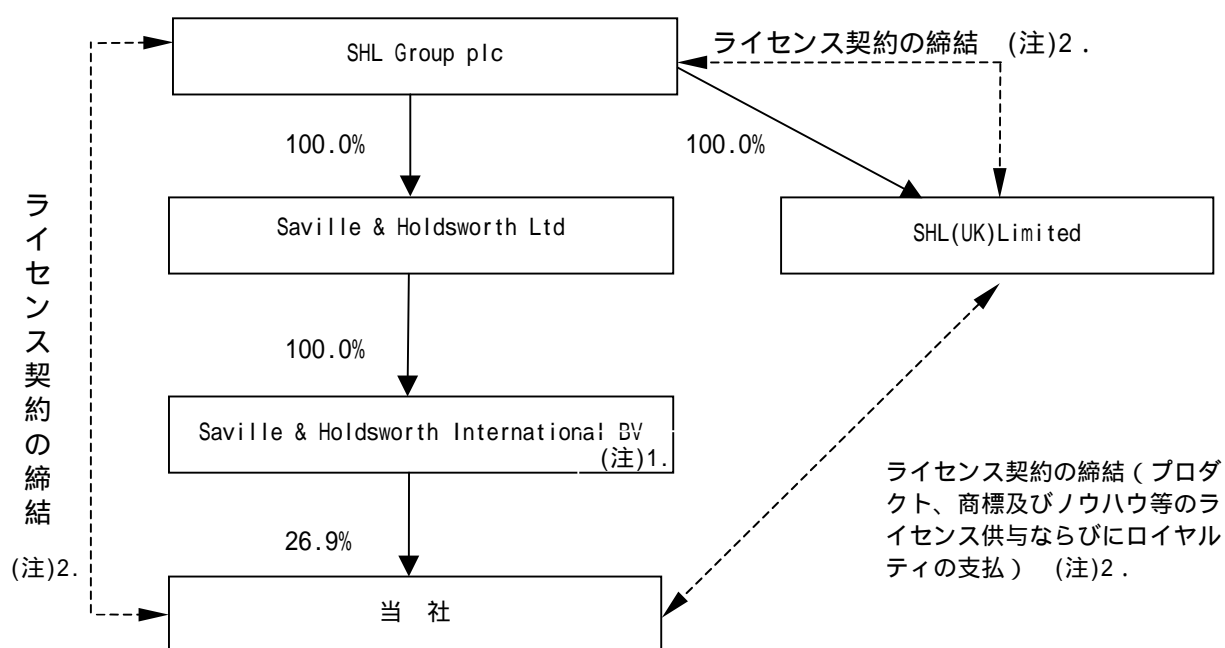 SHL Group plc
ライセンス契約の締結 (注)2.
100.0%
100.0%
Saville & Holdsworth Ltd
SHL(UK)Limited
ライセンス契約の締結
(注)2.
100.0%
Saville & Holdsworth International BV
(注)1.
26.9%
ライセンス契約の締結(プロダ
クト、商標及びノウハウ等のラ
イセンス供与ならびにロイヤル
ティの支払) (注)2.
当 社